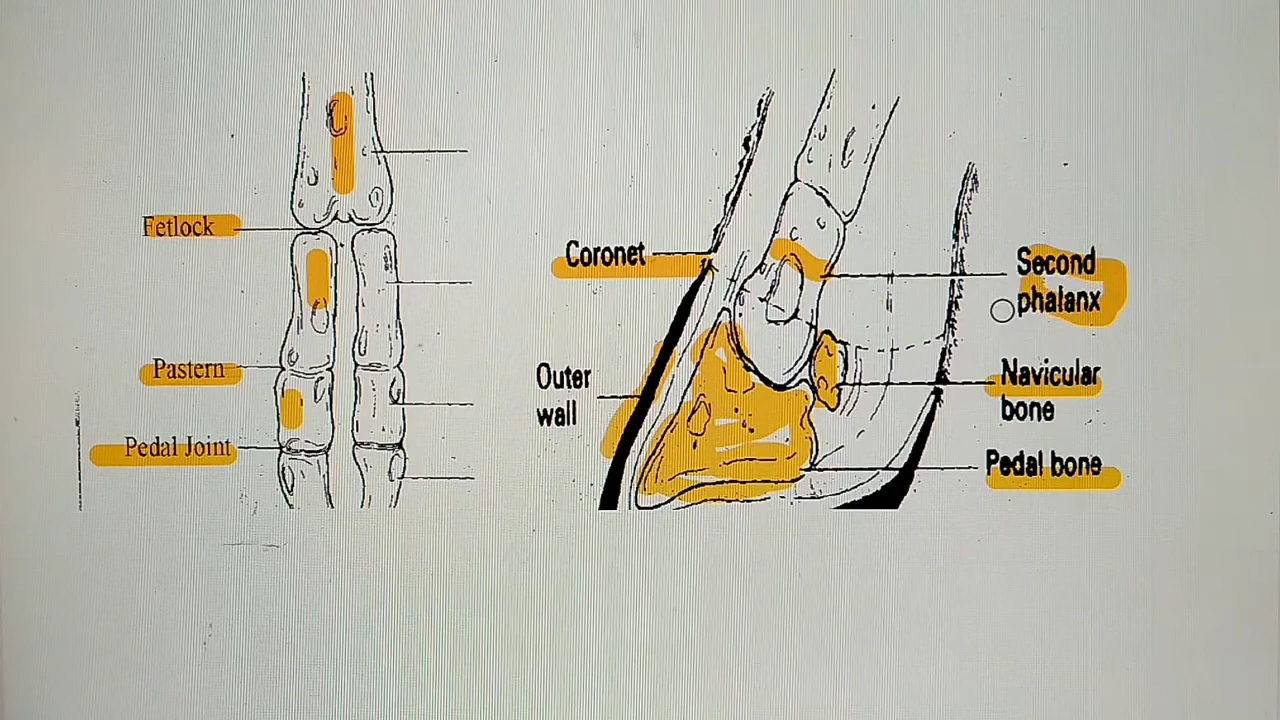 Fetlock
Pastern
Pedal Joint
Coronet
Outer
wall
Second
phalanx
Navicular
bone
Pedal bone